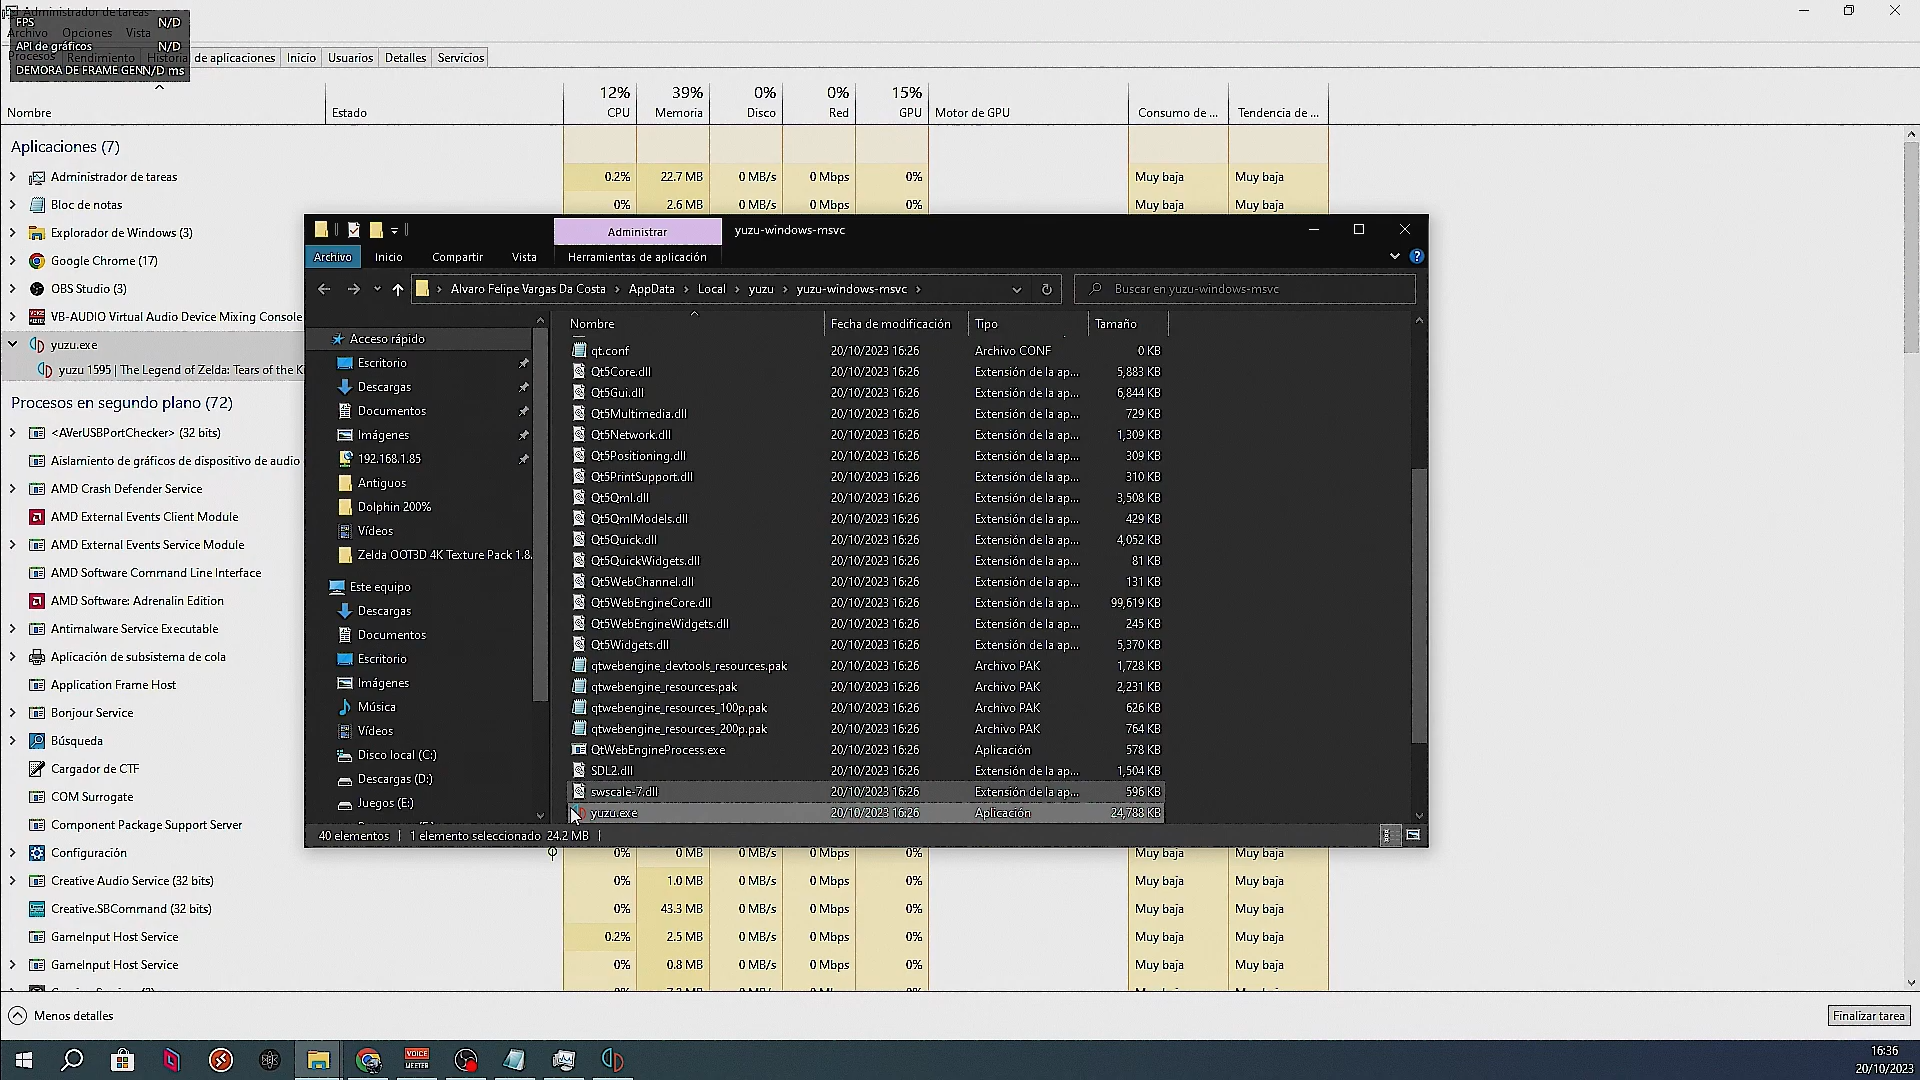 Administrador de tareas
FPS N/D
Archivo Opciones Vista
API de gráficos N/D
Procesos Rendimiento Historial de aplicaciones Inicio Usuarios Detalles Servicios
DEMORA DE FRAME GEN N/D ms
12% 39% 0% 0% 15%
Nombre Estado CPU Memoria Disco Red GPU Motor de GPU Consumo de ... Tendencia de ...
Aplicaciones (7)
Administrador de tareas 0.2% 22.7 MB 0 MB/s 0 Mbps 0% Muy baja Muy baja
Bloc de notas 0% 2.6 MB 0 MB/s 0 Mbps 0% Muy baja Muy baja
Explorador de Windows (3)
Google Chrome (17)
OBS Studio (3)
VB-AUDIO Virtual Audio Device Mixing Console
yuzu.exe
yuzu 1595 | The Legend of Zelda: Tears of the K
Procesos en segundo plano (72)
<AVerUSBPortChecker> (32 bits)
Aislamiento de gráficos de dispositivo de audio
AMD Crash Defender Service
AMD External Events Client Module
AMD External Events Service Module
AMD Software Command Line Interface
AMD Software: Adrenalin Edition
Antimalware Service Executable
Aplicación de subsistema de cola
Application Frame Host
Bonjour Service
Búsqueda
Cargador de CTF
COM Surrogate
Component Package Support Server
Configuración 0% 0 MB 0 MB/s 0 Mbps 0% Muy baja Muy baja
Creative Audio Service (32 bits) 0% 1.0 MB 0 MB/s 0 Mbps 0% Muy baja Muy baja
Creative.SBCommand (32 bits) 0% 43.3 MB 0 MB/s 0 Mbps 0% Muy baja Muy baja
GameInput Host Service 0.2% 2.5 MB 0 MB/s 0 Mbps 0% Muy baja Muy baja
GameInput Host Service 0% 0.8 MB 0 MB/s 0 Mbps 0% Muy baja Muy baja
Menos detalles Finalizar tarea
Administrar yuzu-windows-msvc
Archivo Inicio Compartir Vista Herramientas de aplicación
Alvaro Felipe Vargas Da Costa AppData Local yuzu yuzu-windows-msvc Buscar en yuzu-windows-msvc
Acceso rápido
Escritorio
Descargas
Documentos
Imágenes
192.168.1.85
Antiguos
Dolphin 200%
Vídeos
Zelda OOT3D 4K Texture Pack 1.8.
Este equipo
Descargas
Documentos
Escritorio
Imágenes
Música
Vídeos
Disco local (C:)
Descargas (D:)
Juegos (E:)
Nombre Fecha de modificación Tipo Tamaño
qt.conf 20/10/2023 16:26 Archivo CONF 0 KB
Qt5Core.dll 20/10/2023 16:26 Extensión de la ap... 5,883 KB
Qt5Gui.dll 20/10/2023 16:26 Extensión de la ap... 6,844 KB
Qt5Multimedia.dll 20/10/2023 16:26 Extensión de la ap... 729 KB
Qt5Network.dll 20/10/2023 16:26 Extensión de la ap... 1,309 KB
Qt5Positioning.dll 20/10/2023 16:26 Extensión de la ap... 309 KB
Qt5PrintSupport.dll 20/10/2023 16:26 Extensión de la ap... 310 KB
Qt5Qml.dll 20/10/2023 16:26 Extensión de la ap... 3,508 KB
Qt5QmlModels.dll 20/10/2023 16:26 Extensión de la ap... 429 KB
Qt5Quick.dll 20/10/2023 16:26 Extensión de la ap... 4,052 KB
Qt5QuickWidgets.dll 20/10/2023 16:26 Extensión de la ap... 81 KB
Qt5WebChannel.dll 20/10/2023 16:26 Extensión de la ap... 131 KB
Qt5WebEngineCore.dll 20/10/2023 16:26 Extensión de la ap... 99,619 KB
Qt5WebEngineWidgets.dll 20/10/2023 16:26 Extensión de la ap... 245 KB
Qt5Widgets.dll 20/10/2023 16:26 Extensión de la ap... 5,370 KB
qtwebengine_devtools_resources.pak 20/10/2023 16:26 Archivo PAK 1,728 KB
qtwebengine_resources.pak 20/10/2023 16:26 Archivo PAK 2,231 KB
qtwebengine_resources_100p.pak 20/10/2023 16:26 Archivo PAK 626 KB
qtwebengine_resources_200p.pak 20/10/2023 16:26 Archivo PAK 764 KB
QtWebEngineProcess.exe 20/10/2023 16:26 Aplicación 578 KB
SDL2.dll 20/10/2023 16:26 Extensión de la ap... 1,504 KB
swscale-7.dll 20/10/2023 16:26 Extensión de la ap... 596 KB
yuzu.exe 20/10/2023 16:26 Aplicación 24,788 KB
40 elementos 1 elemento seleccionado 24.2 MB
VOICE
MEETER
16:36
20/10/2023